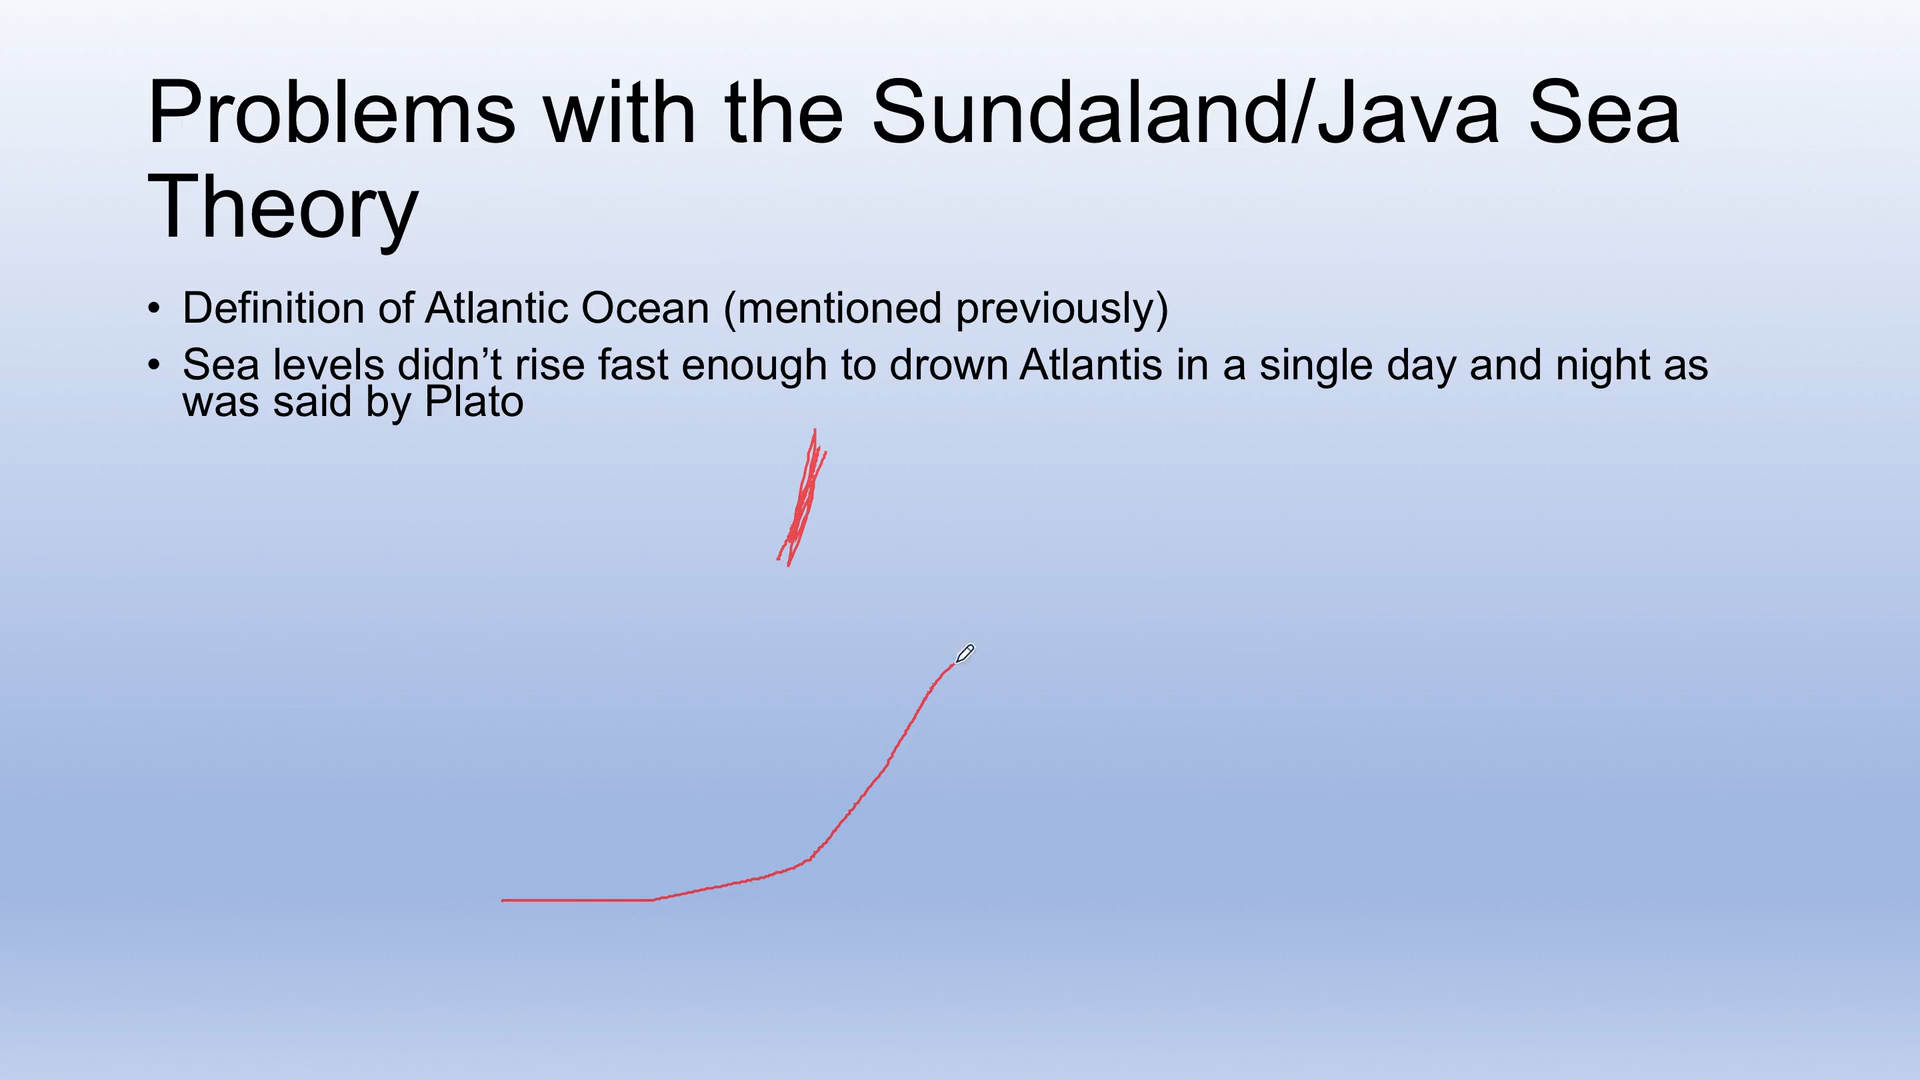 Problems with the Sundaland/Java Sea
Theory
• Definition of Atlantic Ocean (mentioned previously)
• Sea levels didn’t rise fast enough to drown Atlantis in a single day and night as
was said by Plato